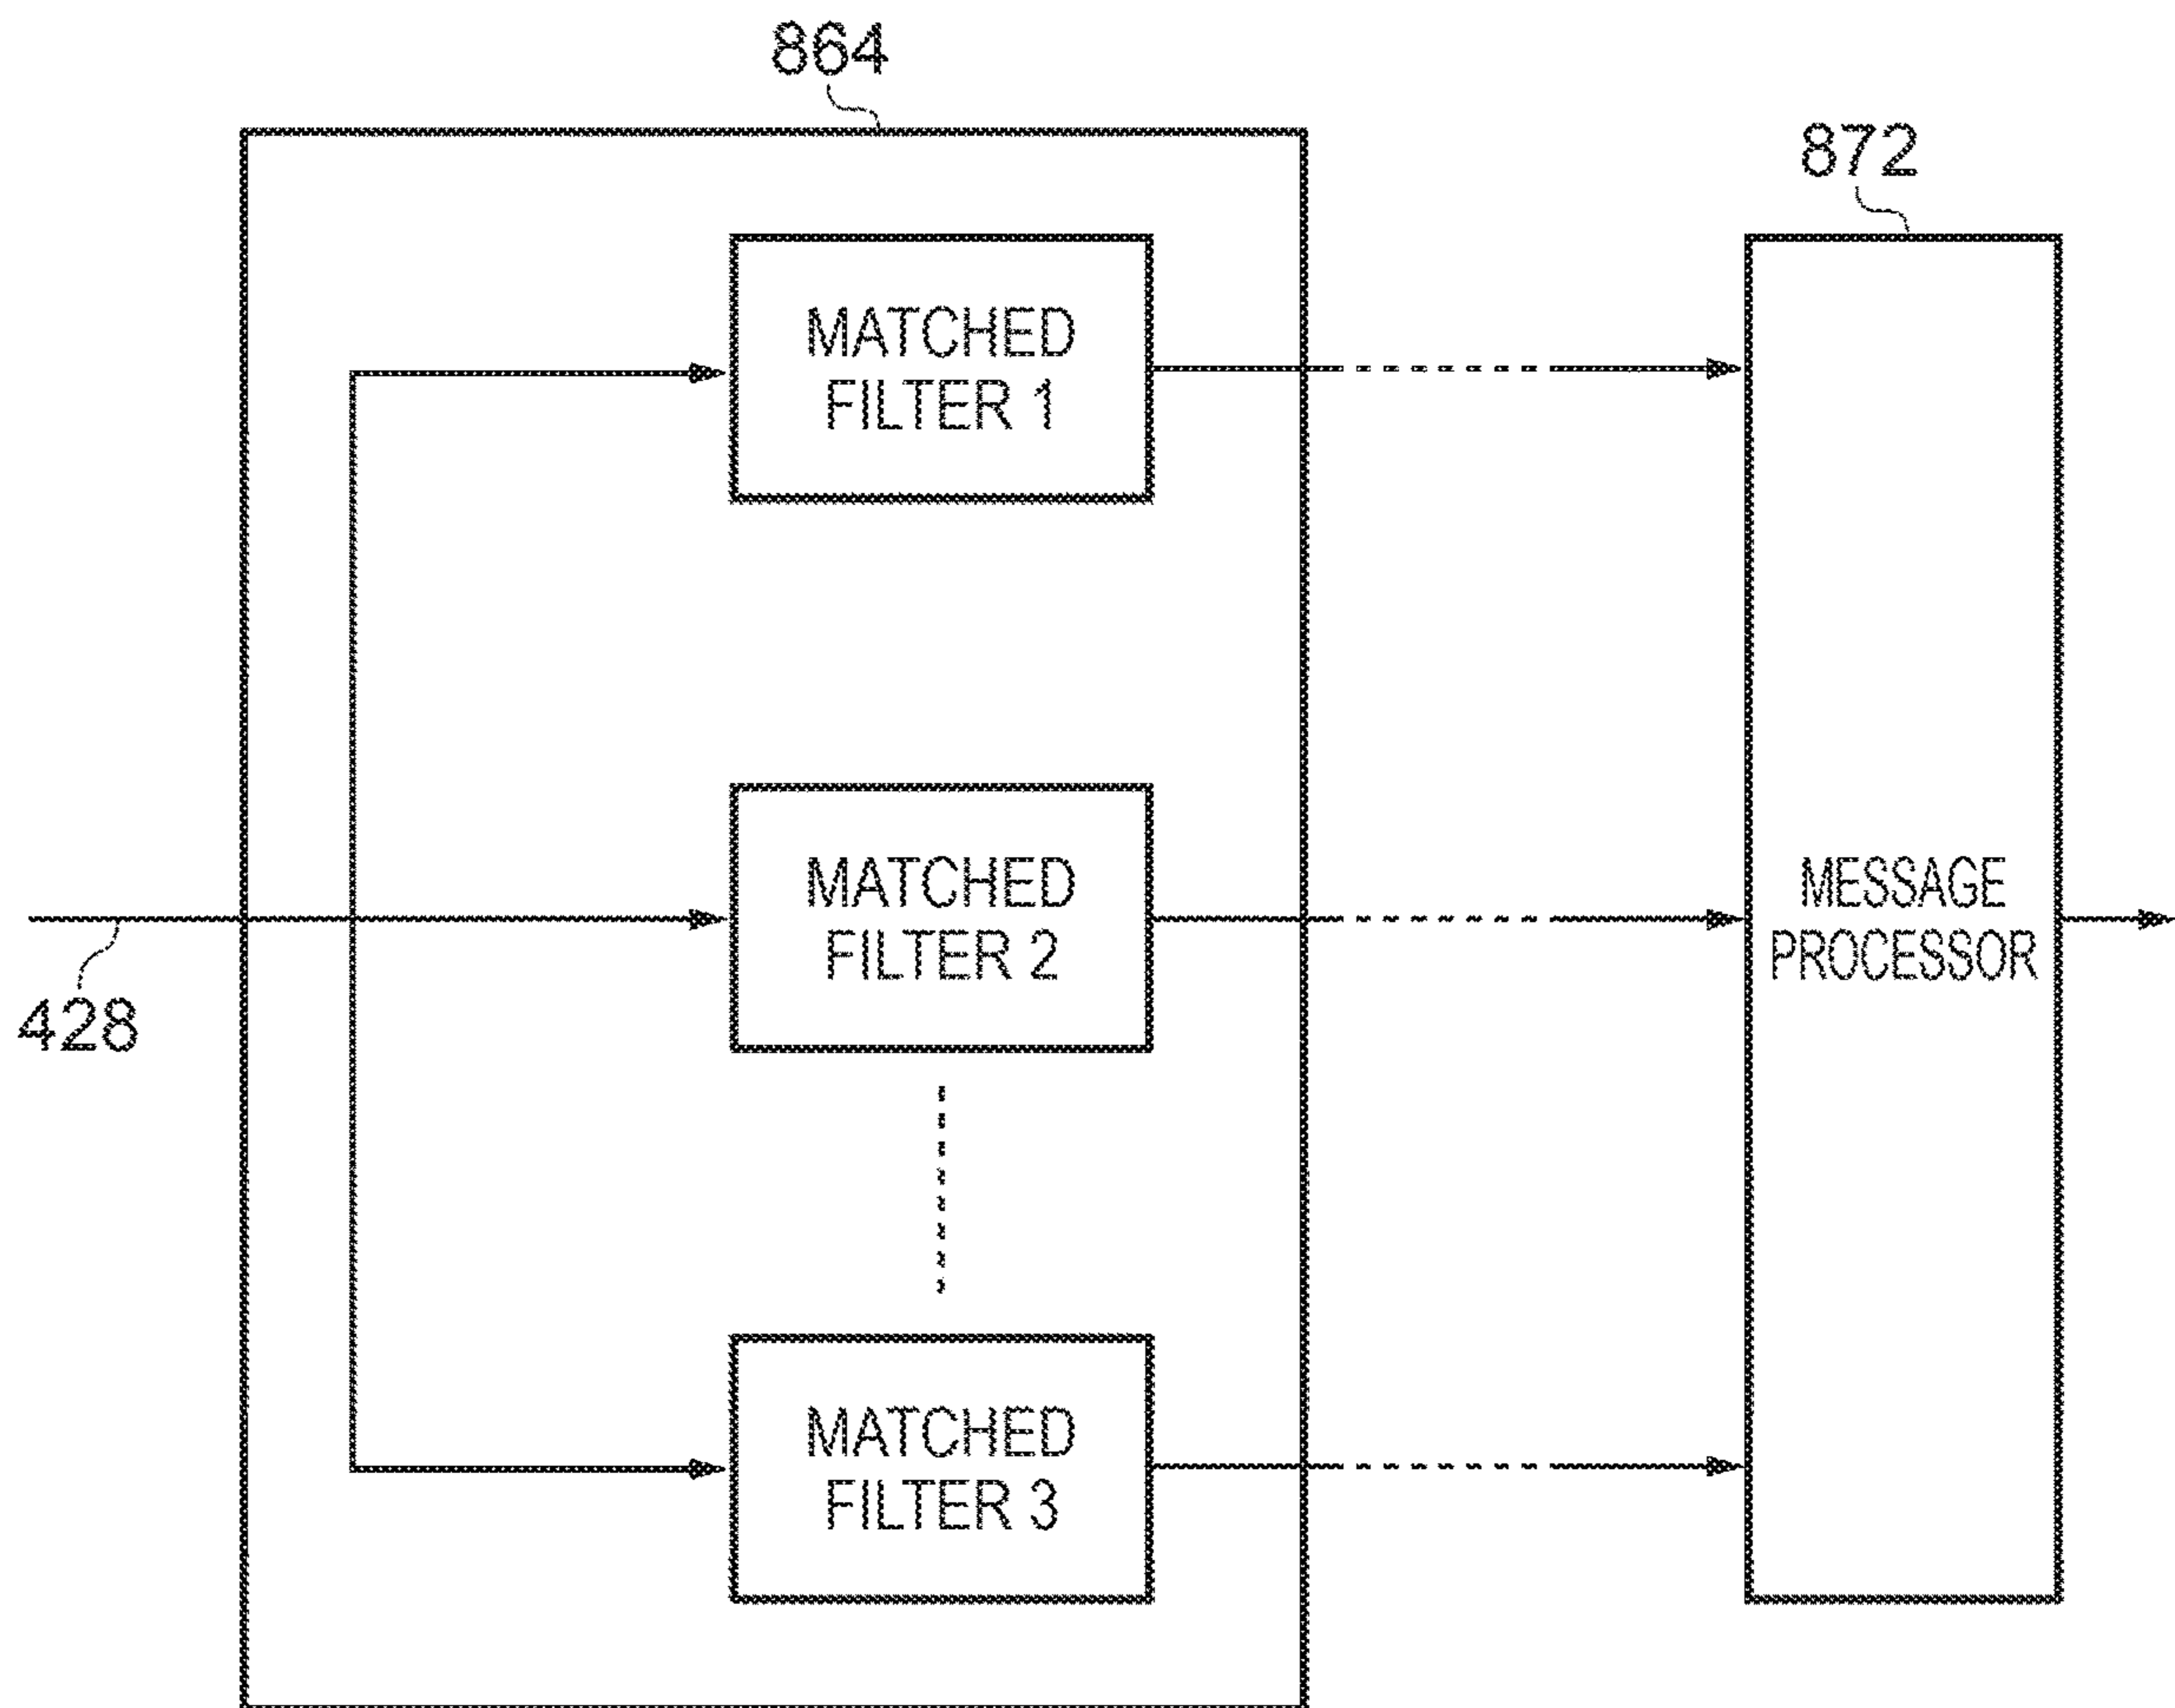 864
872
MATCHED
FILTER 1
MATCHED
FILTER 2
MESSAGE
PROCESSOR
428
MATCHED
FILTER 3